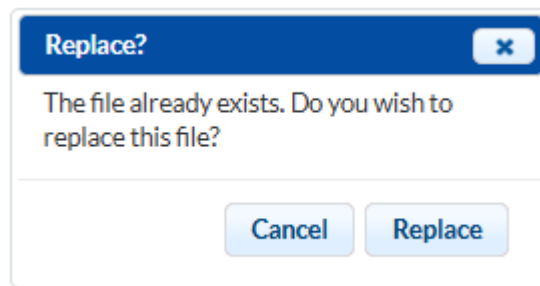 Replace?
The file already exists. Do you wish to
replace this file?
Cancel Replace